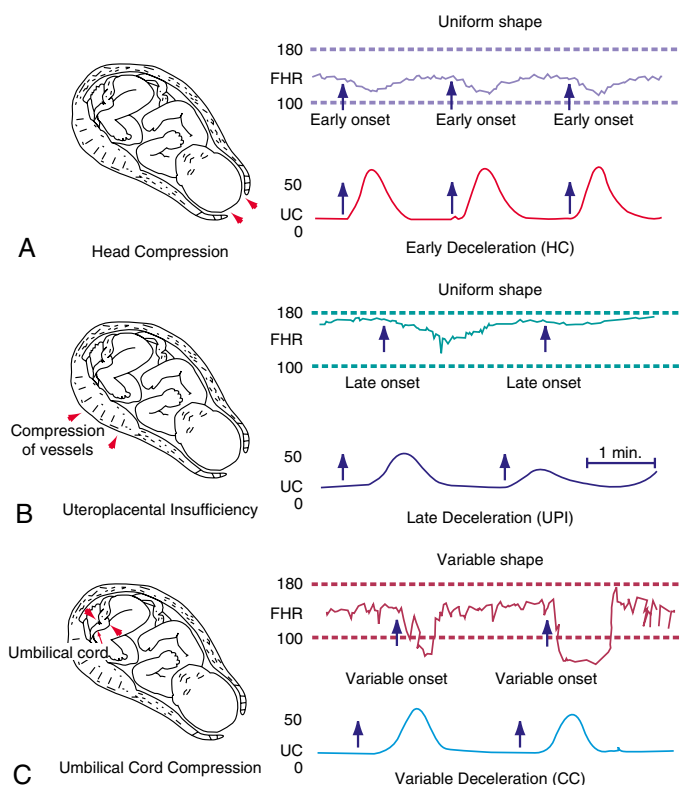 Uniform shape
180
FHR
100
Early onset Early onset Early onset
50
UC
0
A
Head Compression
Early Deceleration (HC)
Uniform shape
180
FHR
100
Late onset Late onset
Compression
of vessels
50
1 min.
UC
0
B
Uteroplacental Insufficiency
Late Deceleration (UPI)
Variable shape
180
FHR
100
Umbilical cord
Variable onset Variable onset
50
UC
0
C
Umbilical Cord Compression
Variable Deceleration (CC)